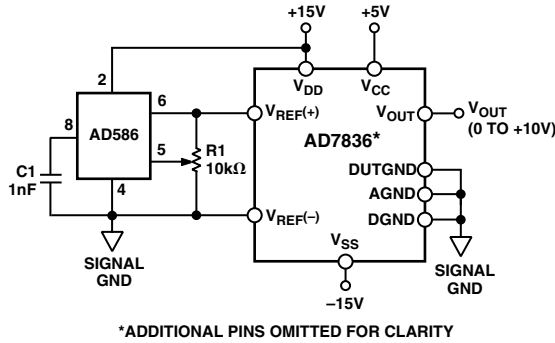 +15V
+5V
2
V_DD
V_CC
6
V_REF(+)
V_OUT
V_OUT
(0 TO +10V)
8
AD586
AD7836*
C1
1nF
5
R1
10kΩ
DUTGND
4
AGND
V_REF(–)
DGND
V_SS
SIGNAL
GND
SIGNAL
GND
–15V
*ADDITIONAL PINS OMITTED FOR CLARITY